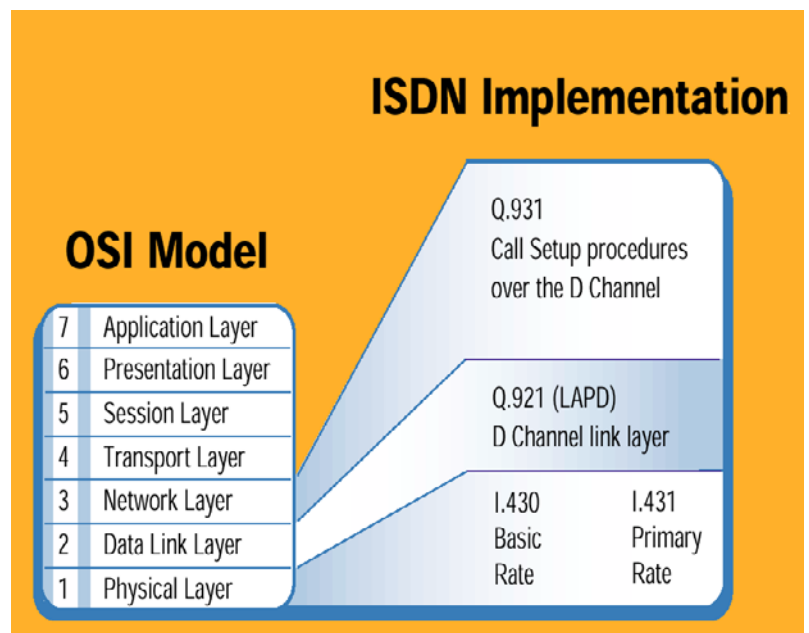 ISDN Implementation
OSI Model
7 Application Layer
6 Presentation Layer
5 Session Layer
4 Transport Layer
3 Network Layer
2 Data Link Layer
1 Physical Layer
Q.931
Call Setup procedures
over the D Channel
Q.921 (LAPD)
D Channel link layer
I.430
Basic
Rate
I.431
Primary
Rate